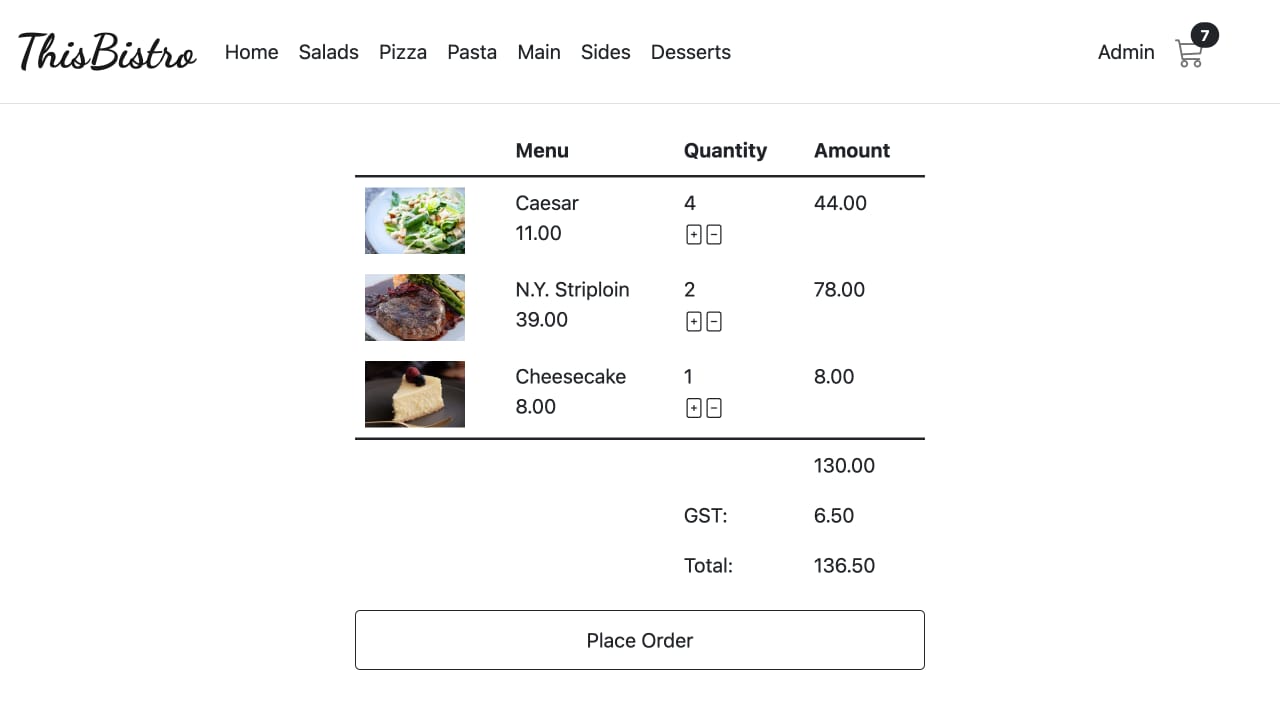 ThisBistro Home Salads Pizza Pasta Main Sides Desserts Admin 7
Menu Quantity Amount
Caesar 4 44.00
11.00 + −
N.Y. Striploin 2 78.00
39.00 + −
Cheesecake 1 8.00
8.00 + −
130.00
GST: 6.50
Total: 136.50
Place Order